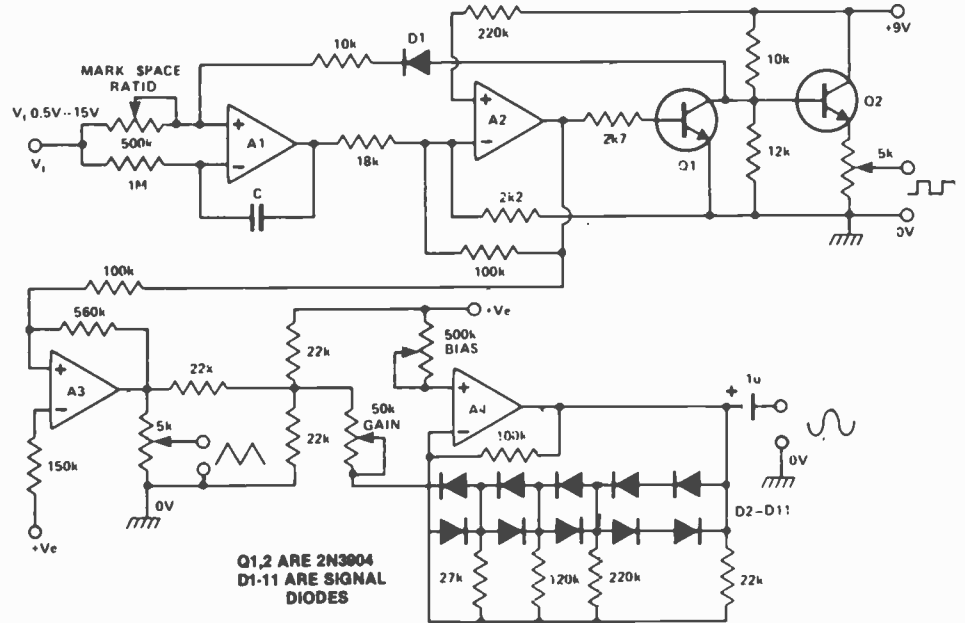 220k
+9V
10k
D1
10k
MARK SPACE
RATIO
V₁ 0.5V--15V
500k
V₁
1M
+
A1
−
C
18k
+
A2
−
2k7
Q1
Q2
12k
5k
2k2
0V
100k
100k
560k
+
A3
−
22k
150k
+Ve
5k
0V
22k
22k
+Ve
500k
BIAS
50k
GAIN
+
A4
−
100k
+
1u
0V
D2-D11
27k
120k
220k
22k
Q1,2 ARE 2N3904
D1-11 ARE SIGNAL
DIODES